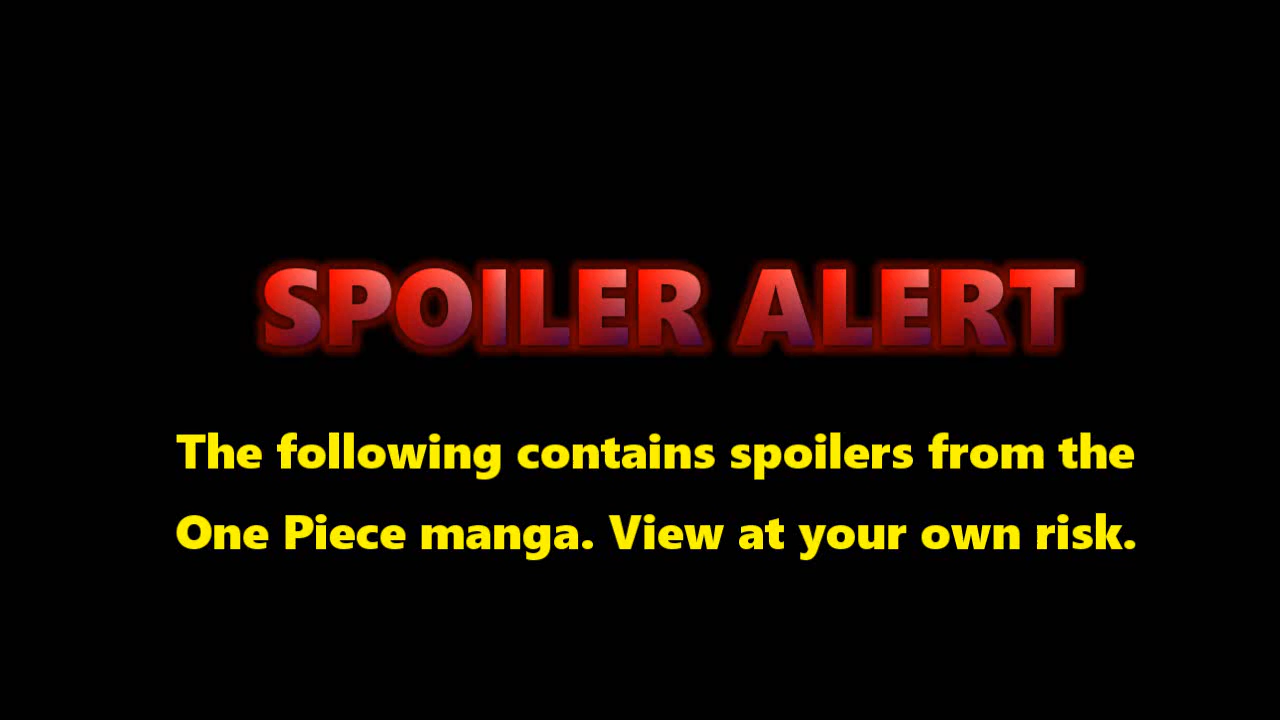 SPOILER ALERT
The following contains spoilers from the
One Piece manga. View at your own risk.